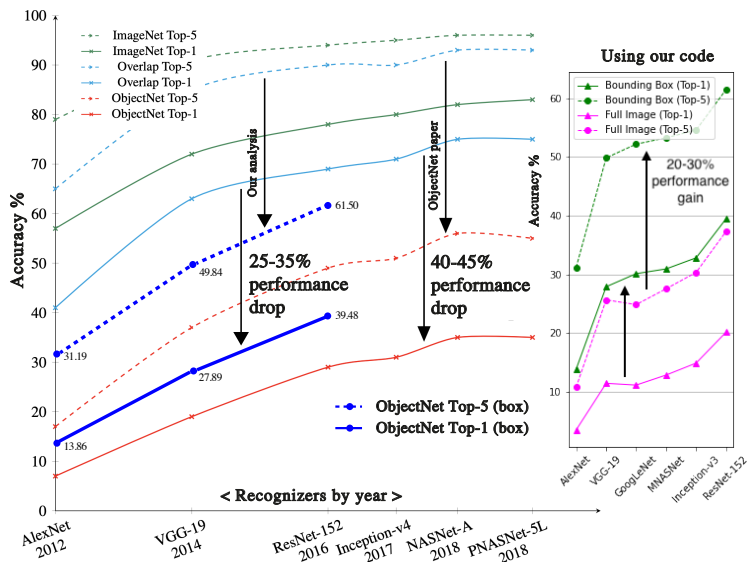 100
90
80
70
60
50
40
30
20
10
0
Accuracy %
ImageNet Top-5
ImageNet Top-1
Overlap Top-5
Overlap Top-1
ObjectNet Top-5
ObjectNet Top-1
Our analysis
ObjectNet paper
61.50
49.84
39.48
31.19
27.89
13.86
25-35%
performance
drop
40-45%
performance
drop
ObjectNet Top-5 (box)
ObjectNet Top-1 (box)
< Recognizers by year >
AlexNet
2012
VGG-19
2014
ResNet-152
2016
Inception-v4
2017
NASNet-A
2018
PNASNet-5L
2018
Using our code
Bounding Box (Top-1)
Bounding Box (Top-5)
Full Image (Top-1)
Full Image (Top-5)
Accuracy %
60
50
40
30
20
10
20-30%
performance
gain
AlexNet
VGG-19
GoogLeNet
MNASNet
Inception-v3
ResNet-152